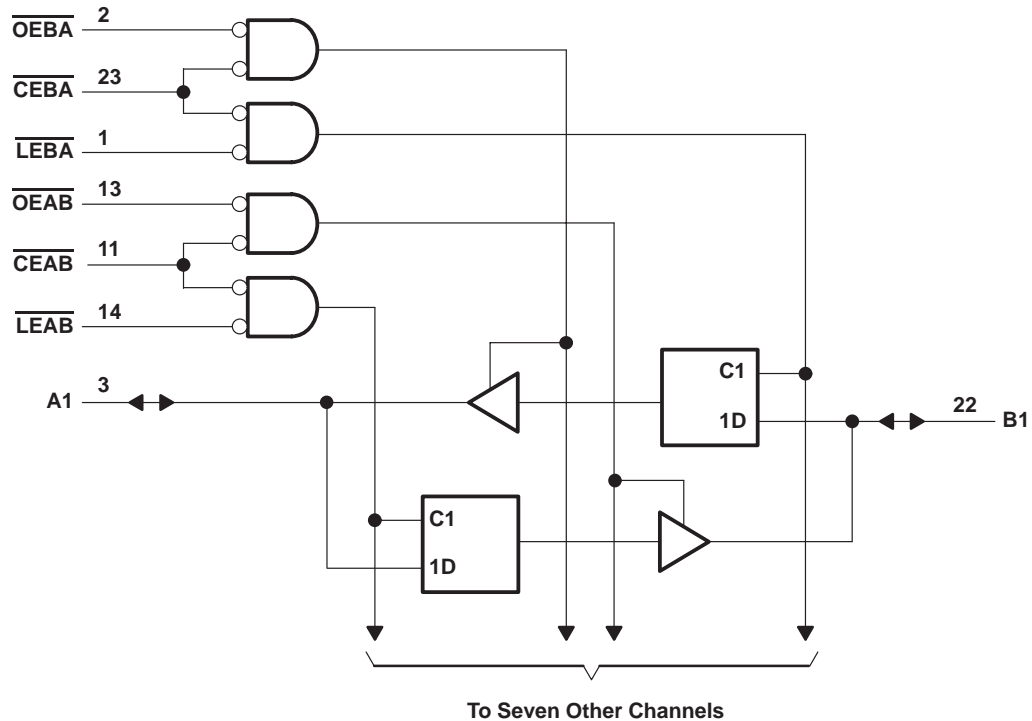 OEBA 2
CEBA 23
LEBA 1
OEAB 13
CEAB 11
LEAB 14
A1 3
C1
1D
22 B1
C1
1D
To Seven Other Channels